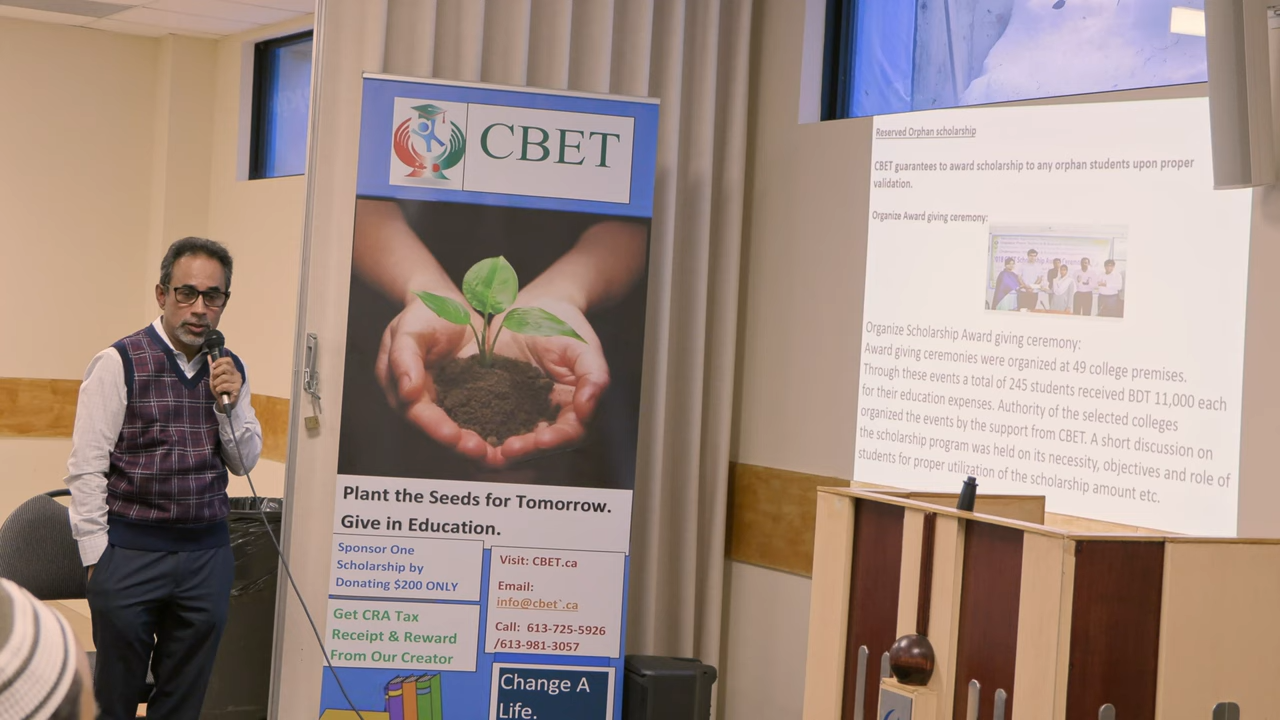 CBET
Plant the Seeds for Tomorrow.
Give in Education.
Sponsor One
Scholarship by
Donating $200 ONLY
Get CRA Tax
Receipt & Reward
From Our Creator
Visit: CBET.ca
Email:
info@cbet`.ca
Call: 613-725-5926
/613-981-3057
Change A
Life.
Reserved Orphan scholarship
CBET guarantees to award scholarship to any orphan students upon proper
validation.
Organize Award giving ceremony:
Organize Scholarship Award giving ceremony:
Award giving ceremonies were organized at 49 college premises.
Through these events a total of 245 students received BDT 11,000 each
for their education expenses. Authority of the selected colleges
organized the events by the support from CBET. A short discussion on
the scholarship program was held on its necessity, objectives and role of
students for proper utilization of the scholarship amount etc.